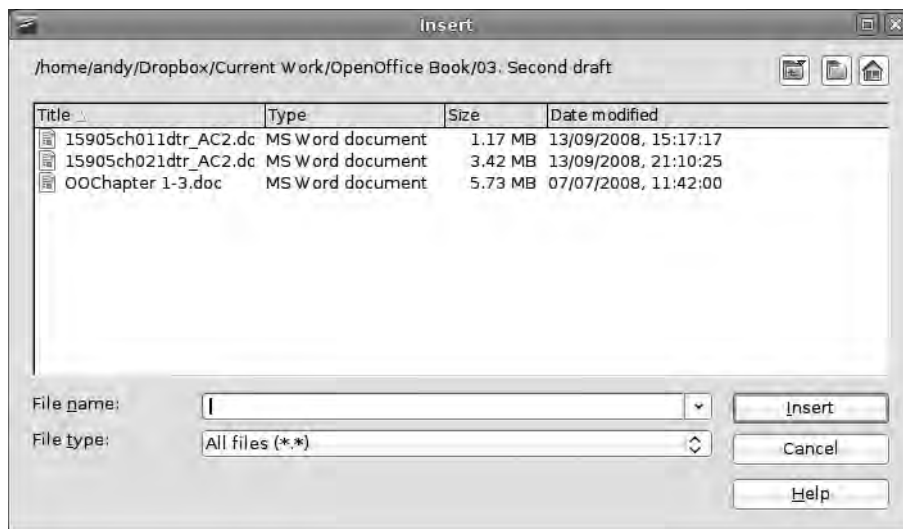 Insert
/home/andy/Dropbox/Current Work/OpenOffice Book/03. Second draft
Title Type Size Date modified
15905ch011dtr_AC2.dc MS Word document 1.17 MB 13/09/2008, 15:17:17
15905ch021dtr_AC2.dc MS Word document 3.42 MB 13/09/2008, 21:10:25
OOChapter 1-3.doc MS Word document 5.73 MB 07/07/2008, 11:42:00
File name: Insert
File type: All files (*.*) Cancel
Help